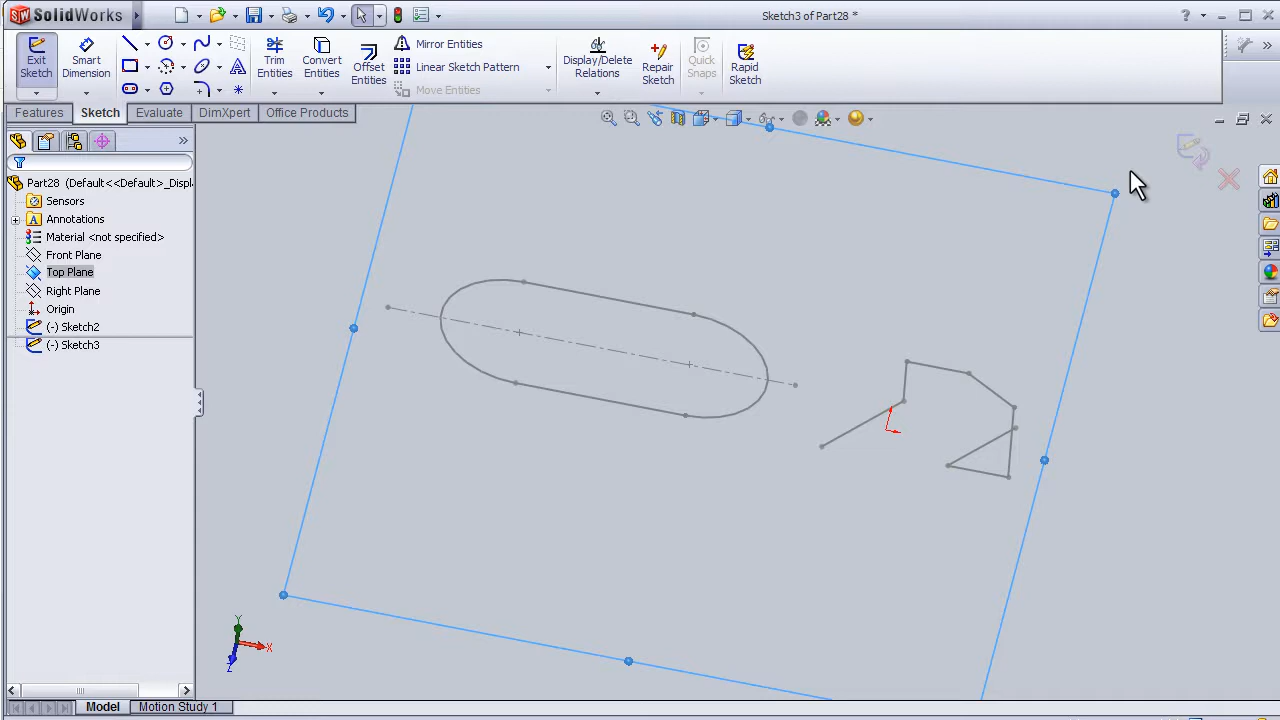 SolidWorks
Sketch3 of Part28 *
Exit Sketch
Smart Dimension
Trim Entities
Convert Entities
Offset Entities
Mirror Entities
Linear Sketch Pattern
Move Entities
Display/Delete Relations
Repair Sketch
Quick Snaps
Rapid Sketch
Features
Sketch
Evaluate
DimXpert
Office Products
Part28 (Default<<Default>_Displ
Sensors
Annotations
Material <not specified>
Front Plane
Top Plane
Right Plane
Origin
(-) Sketch2
(-) Sketch3
Y
X
Z
Model
Motion Study 1